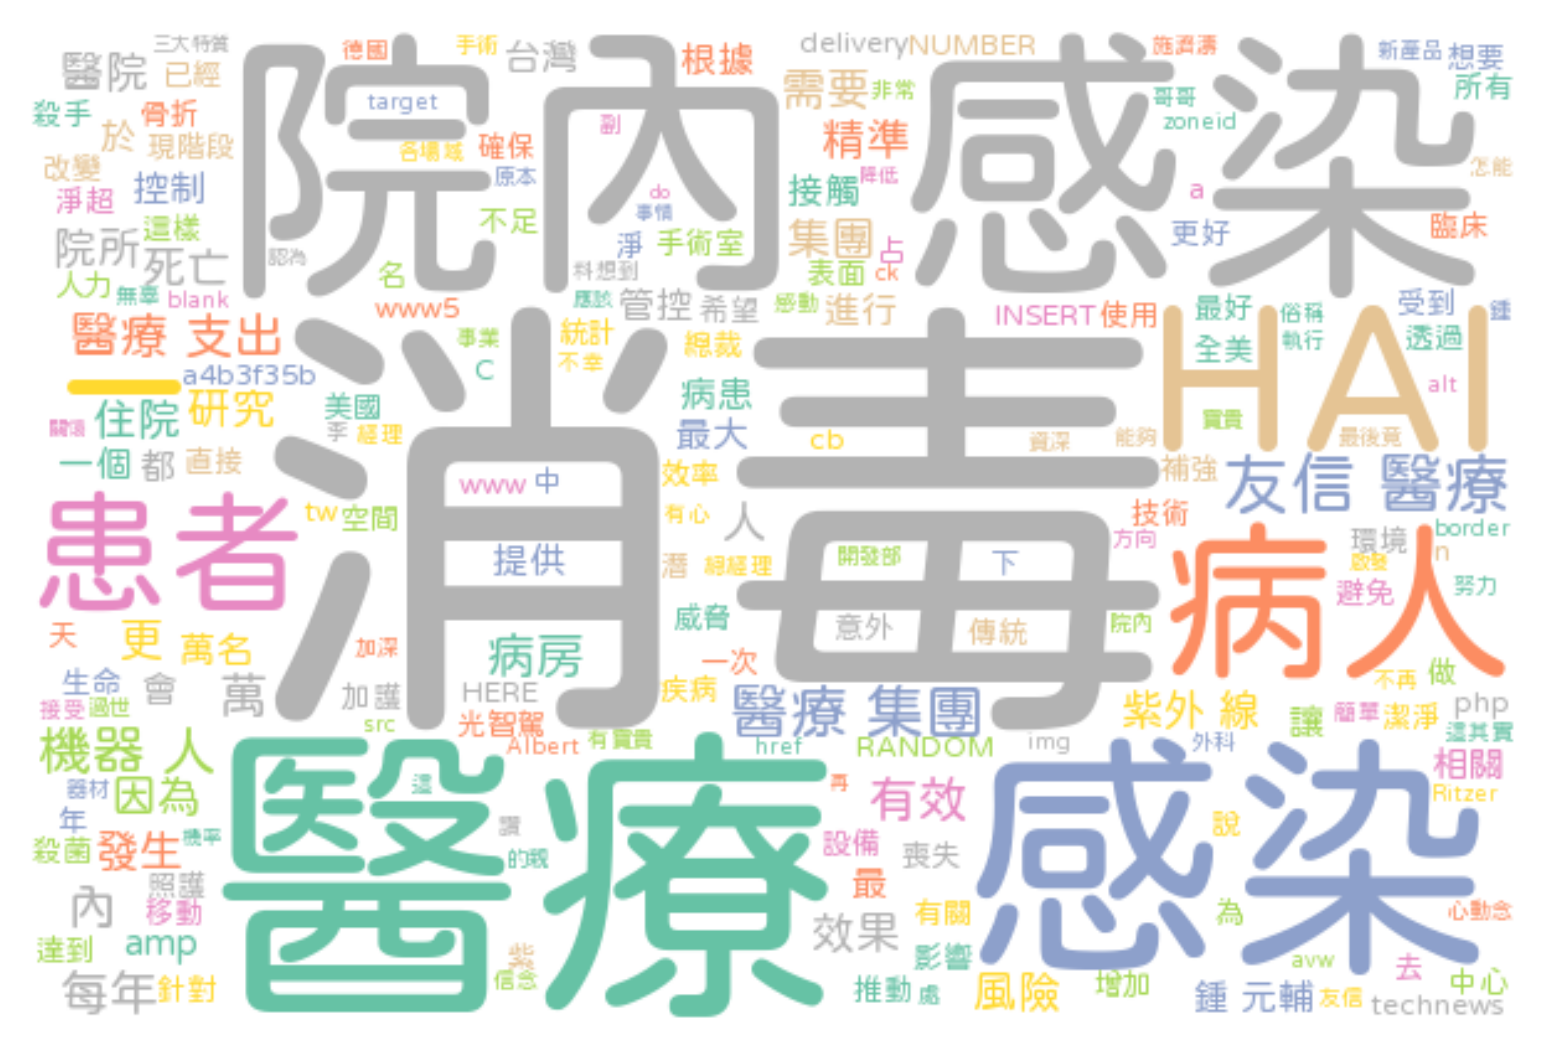 三大特質
醫院
已經
德國
手術
台灣
根據
delivery
NUMBER
施濟濤
新產品
想要
院內
感染
殺手
骨折
target
需要
非常
哥哥
所有
於
現階段
各場域
確保
副
精準
zoneid
改變
淨超
控制
原本
do
事情
接觸
降低
a
怎能
院所
這樣
死亡
認為
不足
淨
手術室
集團
占
更好
臨床
人力
無辜
blank
名
料想到
表面
ck
www5
應該
管控
希望
感動
進行
INSERT
使用
最好
俗稱
受到
鍾
醫療 支出
事業
統計
總裁
全美
執行
透過
一
a4b3f35b
C
不幸
消毒
HAI
alt
住院
研究
美國
病患
寶貴
關懷
李
經理
最大
cb
資深
能夠
最後竟
一個
都
直接
效率
補強
友信 醫療
患者
tw
空間
www
中
有心
人
技術
方向
環境
border
n
提供
潛
總經理
開發部
下
病人
啟發
避免
努力
天
更
萬名
加深
病房
威脅
意外
傳統
院內
一次
不再
做
生命
會
萬
加護
HERE
疾病
醫療 集團
紫外 線
讓
簡單
潔淨
php
接受
過世
src
光智駕
這其實
機器 人
Albert
有寶貴
href
RANDOM
img
外科
相關
器材
因為
醫療
這
再
有效
感染
Ritzer
年
殺菌
發生
機率
讚
的親
設備
喪失
說
內
照護
移動
最
效果
有關
為
心動念
達到
amp
紫
信念
影響
avw
去
中心
每年
針對
推動
處
風險
增加
鍾 元輔
友信
technews